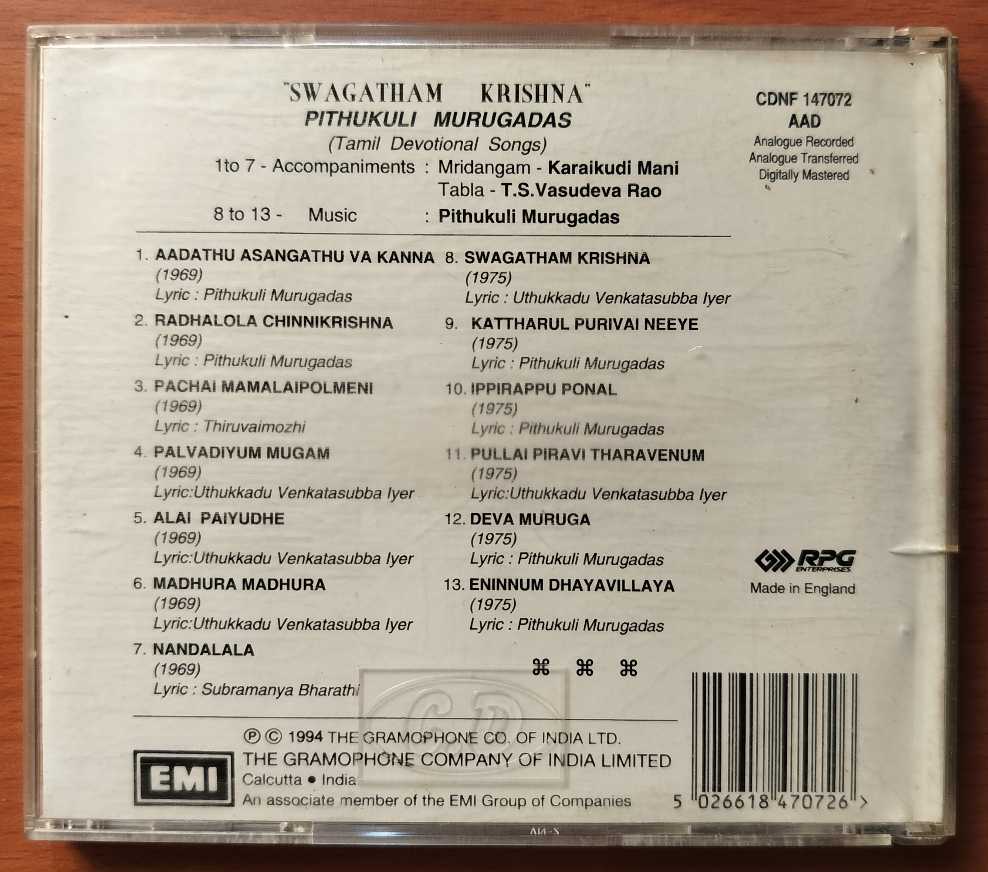 "SWAGATHAM KRISHNA"
PITHUKULI MURUGADAS
(Tamil Devotional Songs)
1to 7 - Accompaniments : Mridangam - Karaikudi Mani
Tabla - T.S.Vasudeva Rao
8 to 13 - Music : Pithukuli Murugadas
CDNF 147072
AAD
Analogue Recorded
Analogue Transferred
Digitally Mastered
1. AADATHU ASANGATHU VA KANNA
(1969)
Lyric : Pithukuli Murugadas
2. RADHALOLA CHINNIKRISHNA
(1969)
Lyric : Pithukuli Murugadas
3. PACHAI MAMALAIPOLMENI
(1969)
Lyric : Thiruvaimozhi
4. PALVADIYUM MUGAM
(1969)
Lyric:Uthukkadu Venkatasubba Iyer
5. ALAI PAIYUDHE
(1969)
Lyric:Uthukkadu Venkatasubba Iyer
6. MADHURA MADHURA
(1969)
Lyric:Uthukkadu Venkatasubba Iyer
7. NANDALALA
(1969)
Lyric : Subramanya Bharathi
8. SWAGATHAM KRISHNA
(1975)
Lyric : Uthukkadu Venkatasubba Iyer
9. KATTHARUL PURIVAI NEEYE
(1975)
Lyric : Pithukuli Murugadas
10. IPPIRAPPU PONAL
(1975)
Lyric : Pithukuli Murugadas
11. PULLAI PIRAVI THARAVENUM
(1975)
Lyric:Uthukkadu Venkatasubba Iyer
12. DEVA MURUGA
(1975)
Lyric : Pithukuli Murugadas
13. ENINNUM DHAYAVILLAYA
(1975)
Lyric : Pithukuli Murugadas
⌘ ⌘ ⌘
RPG
ENTERPRISES
Made in England
CD
℗ © 1994 THE GRAMOPHONE CO. OF INDIA LTD.
EMI
THE GRAMOPHONE COMPANY OF INDIA LIMITED
Calcutta • India
An associate member of the EMI Group of Companies
5 026618 470726 >